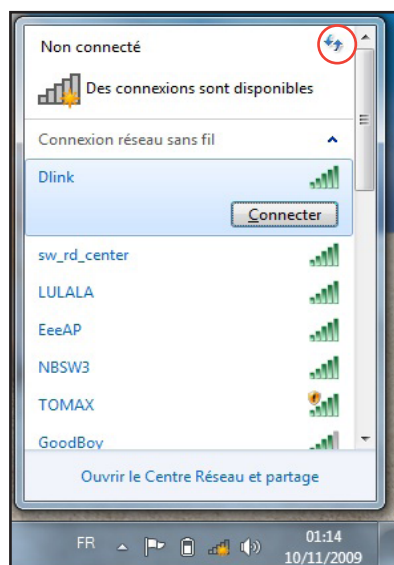 Non connecté
Des connexions sont disponibles
Connexion réseau sans fil
Dlink
Connecter
sw_rd_center
LULALA
EeeAP
NBSW3
TOMAX
GoodBoy
Ouvrir le Centre Réseau et partage
FR 01:14
10/11/2009